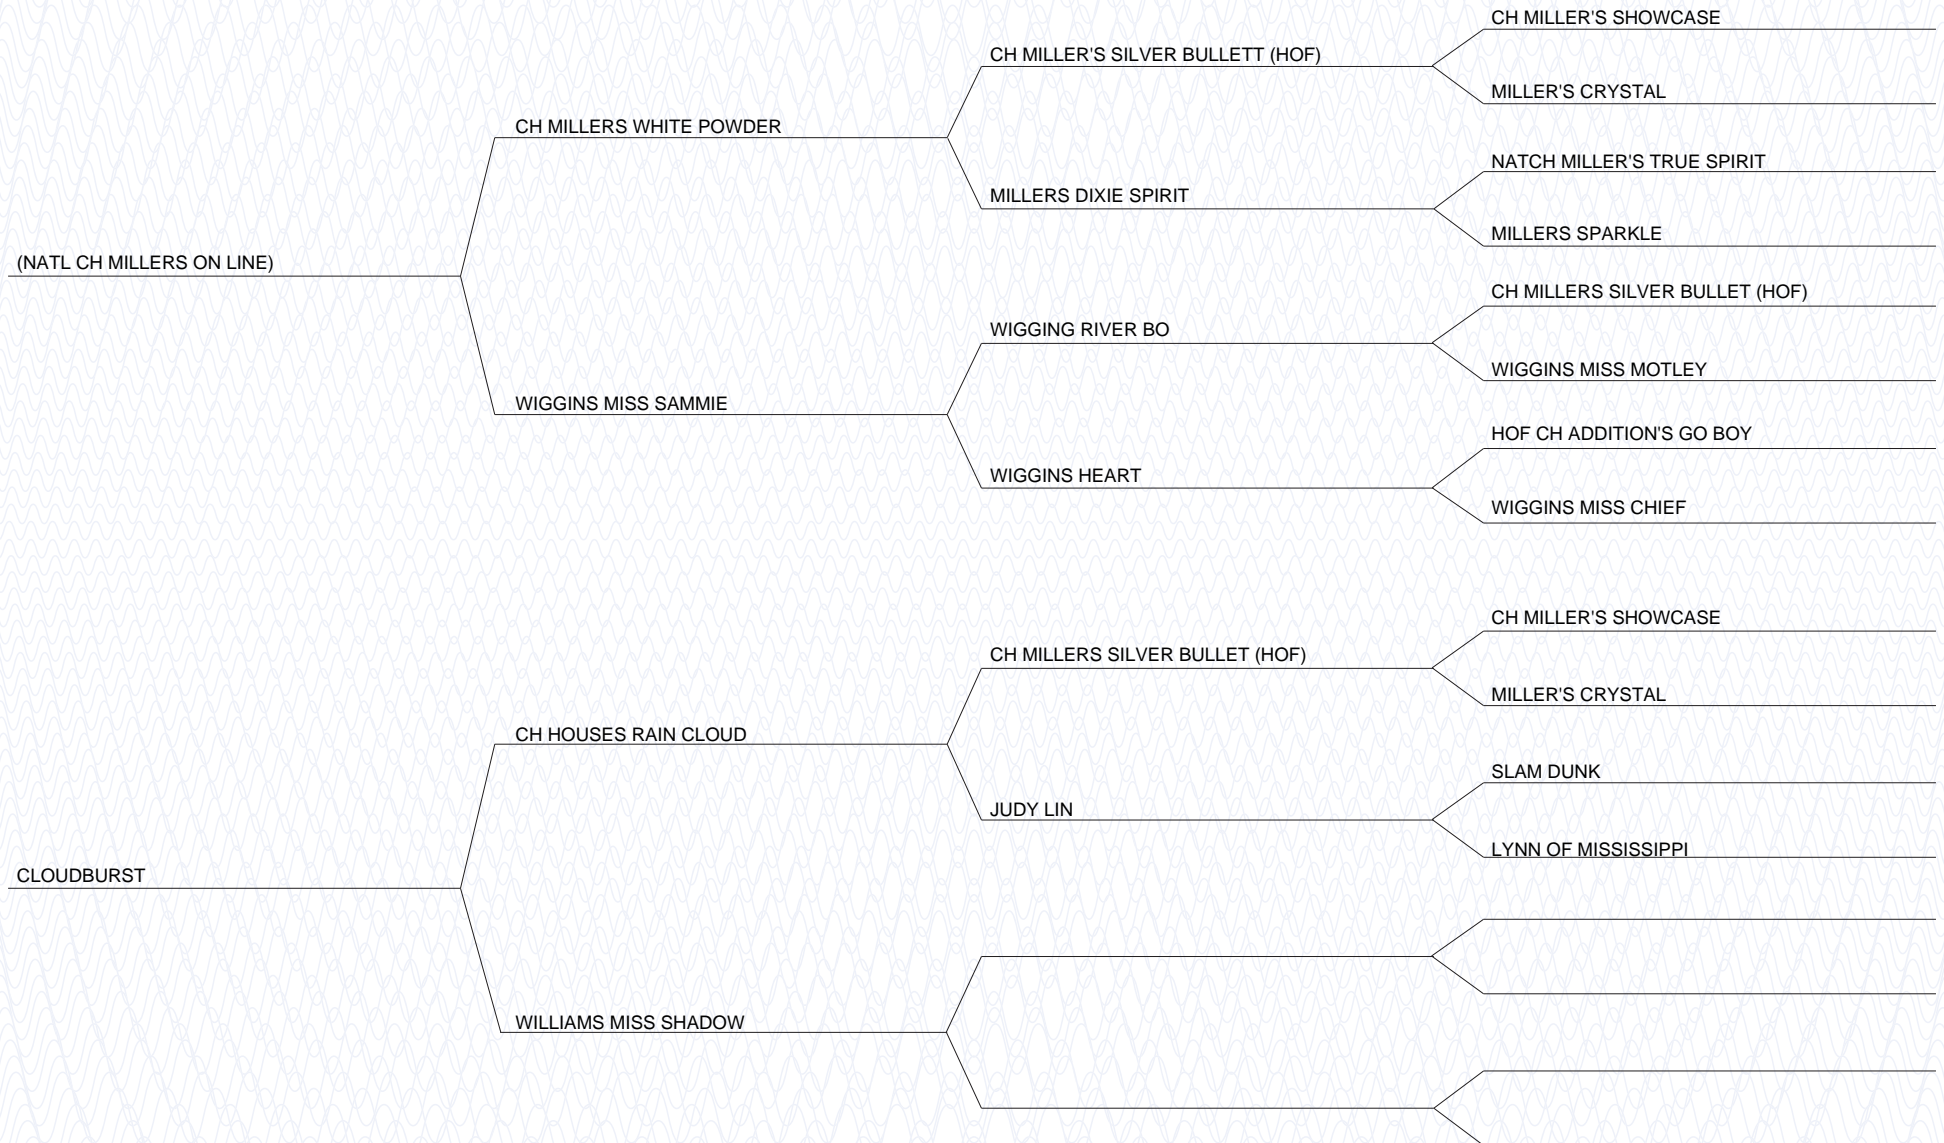 CH MILLER'S SHOWCASE
CH MILLER'S SILVER BULLETT (HOF)
MILLER'S CRYSTAL
CH MILLERS WHITE POWDER
NATCH MILLER'S TRUE SPIRIT
MILLERS DIXIE SPIRIT
MILLERS SPARKLE
(NATL CH MILLERS ON LINE)
CH MILLERS SILVER BULLET (HOF)
WIGGING RIVER BO
WIGGINS MISS MOTLEY
WIGGINS MISS SAMMIE
HOF CH ADDITION'S GO BOY
WIGGINS HEART
WIGGINS MISS CHIEF
CH MILLER'S SHOWCASE
CH MILLERS SILVER BULLET (HOF)
MILLER'S CRYSTAL
CH HOUSES RAIN CLOUD
SLAM DUNK
JUDY LIN
LYNN OF MISSISSIPPI
CLOUDBURST
WILLIAMS MISS SHADOW